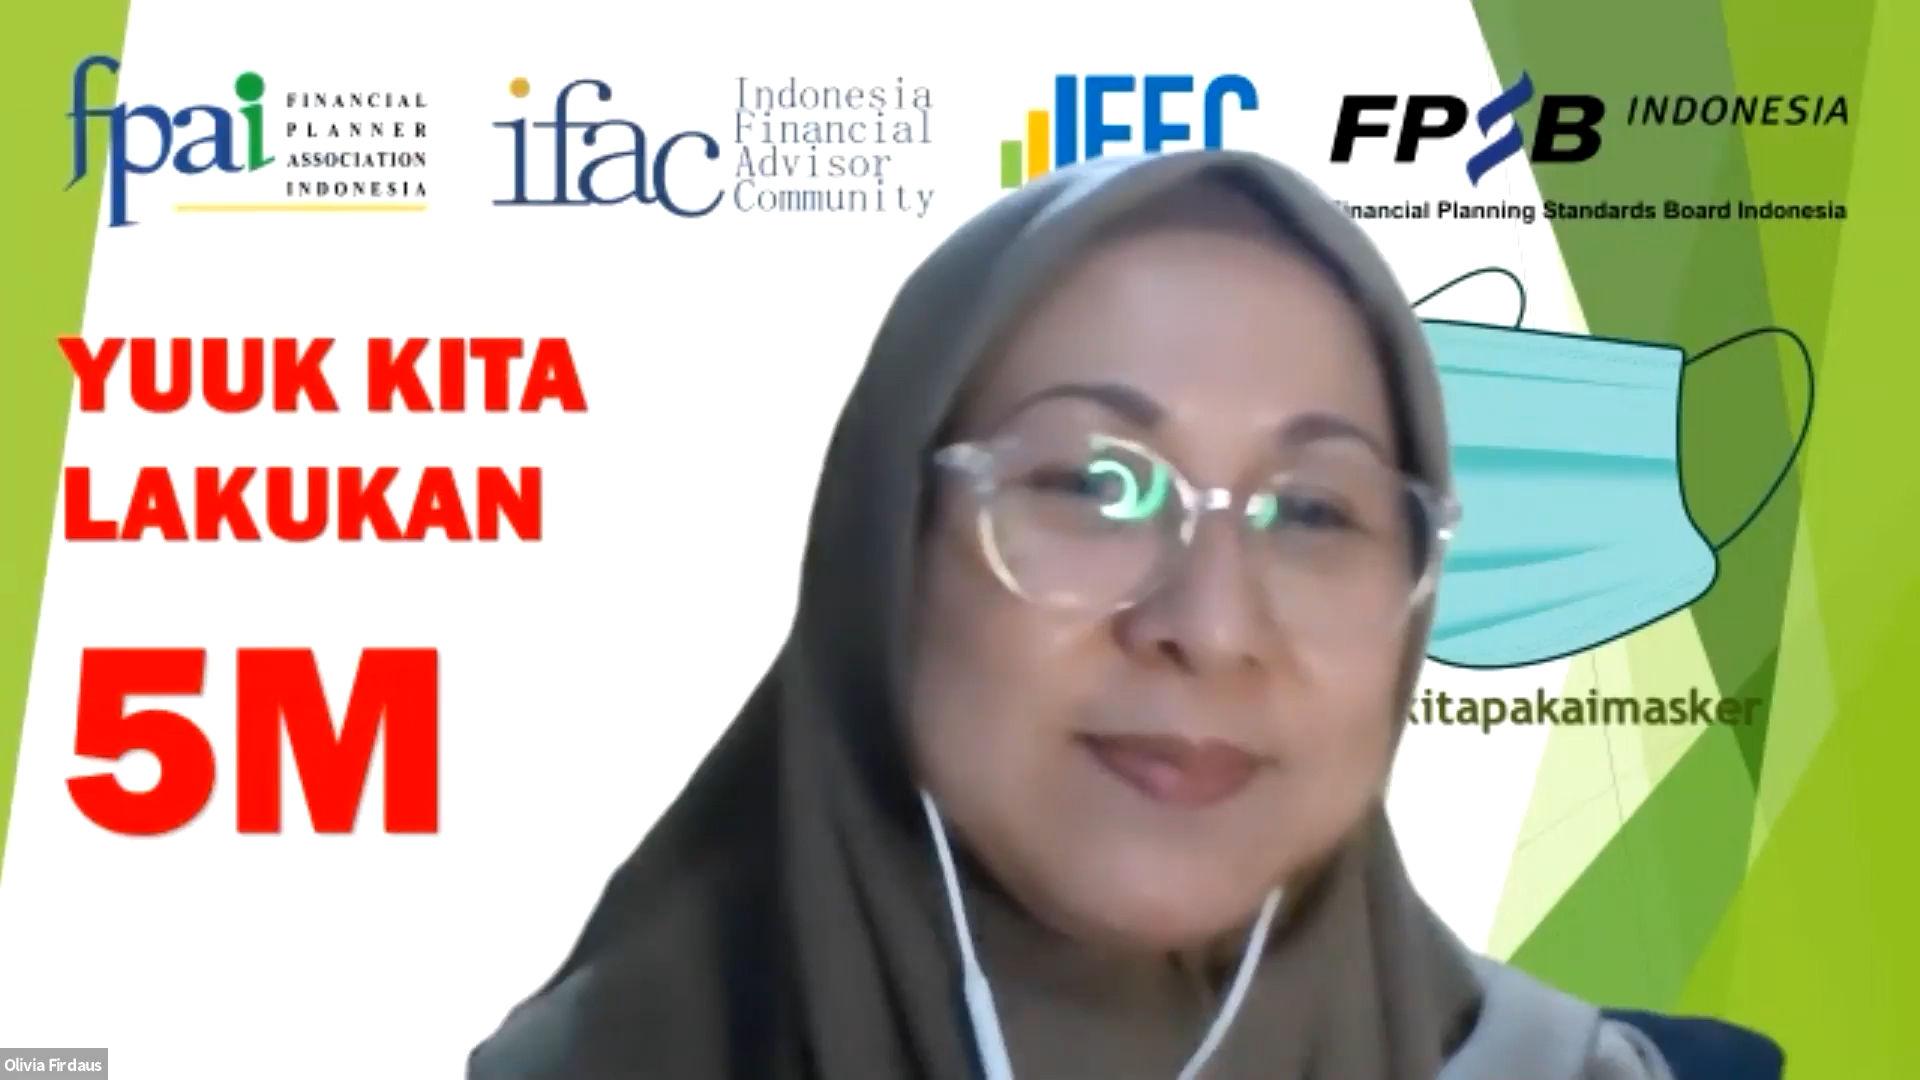 fpai
FINANCIAL
PLANNER
ASSOCIATION
INDONESIA
ifac
Indonesia
Financial
Advisor
Community
FPSB INDONESIA
Financial Planning Standards Board Indonesia
YUUK KITA
LAKUKAN
5M
kitapakaimasker
Olivia Firdaus